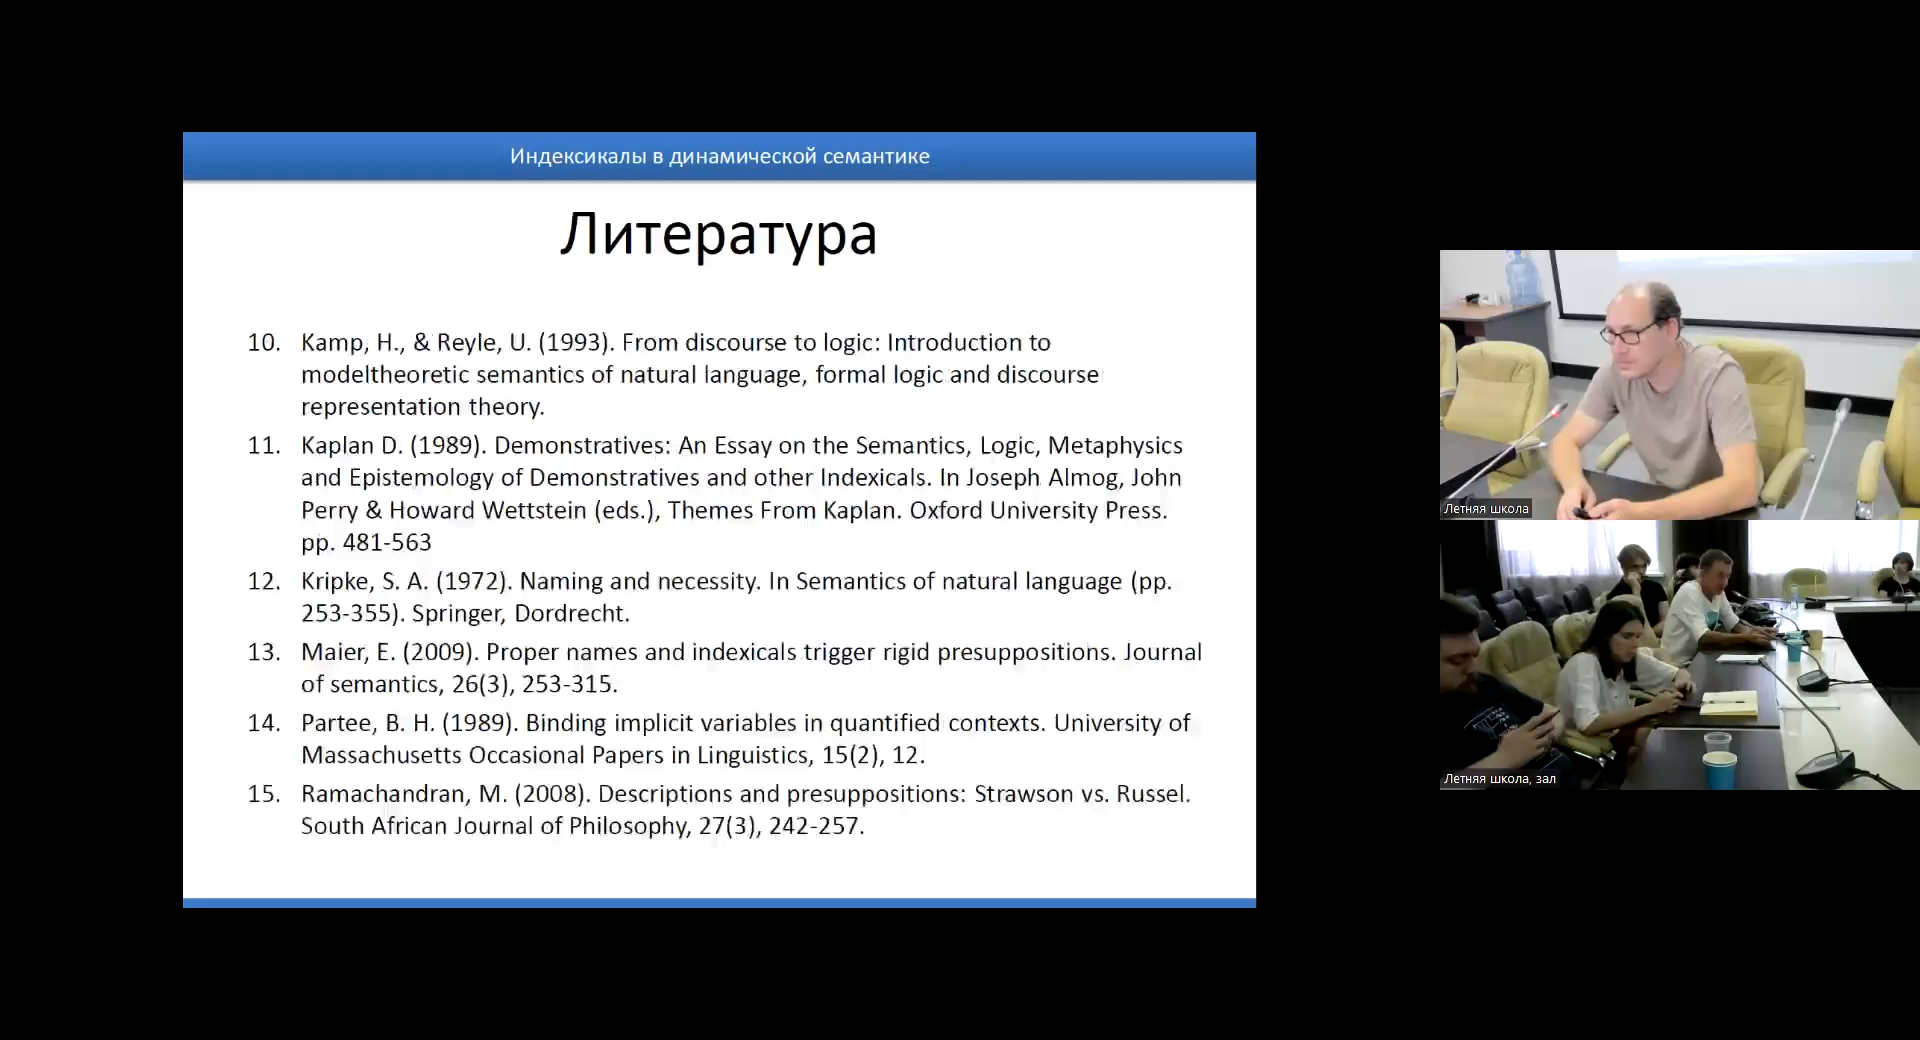 Индексикалы в динамической семантике
Литература
10. Kamp, H., & Reyle, U. (1993). From discourse to logic: Introduction to
modeltheoretic semantics of natural language, formal logic and discourse
representation theory.
11. Kaplan D. (1989). Demonstratives: An Essay on the Semantics, Logic, Metaphysics
and Epistemology of Demonstratives and other Indexicals. In Joseph Almog, John
Perry & Howard Wettstein (eds.), Themes From Kaplan. Oxford University Press.
pp. 481-563
12. Kripke, S. A. (1972). Naming and necessity. In Semantics of natural language (pp.
253-355). Springer, Dordrecht.
13. Maier, E. (2009). Proper names and indexicals trigger rigid presuppositions. Journal
of semantics, 26(3), 253-315.
14. Partee, B. H. (1989). Binding implicit variables in quantified contexts. University of
Massachusetts Occasional Papers in Linguistics, 15(2), 12.
15. Ramachandran, M. (2008). Descriptions and presuppositions: Strawson vs. Russel.
South African Journal of Philosophy, 27(3), 242-257.
Летняя школа
Летняя школа, зал